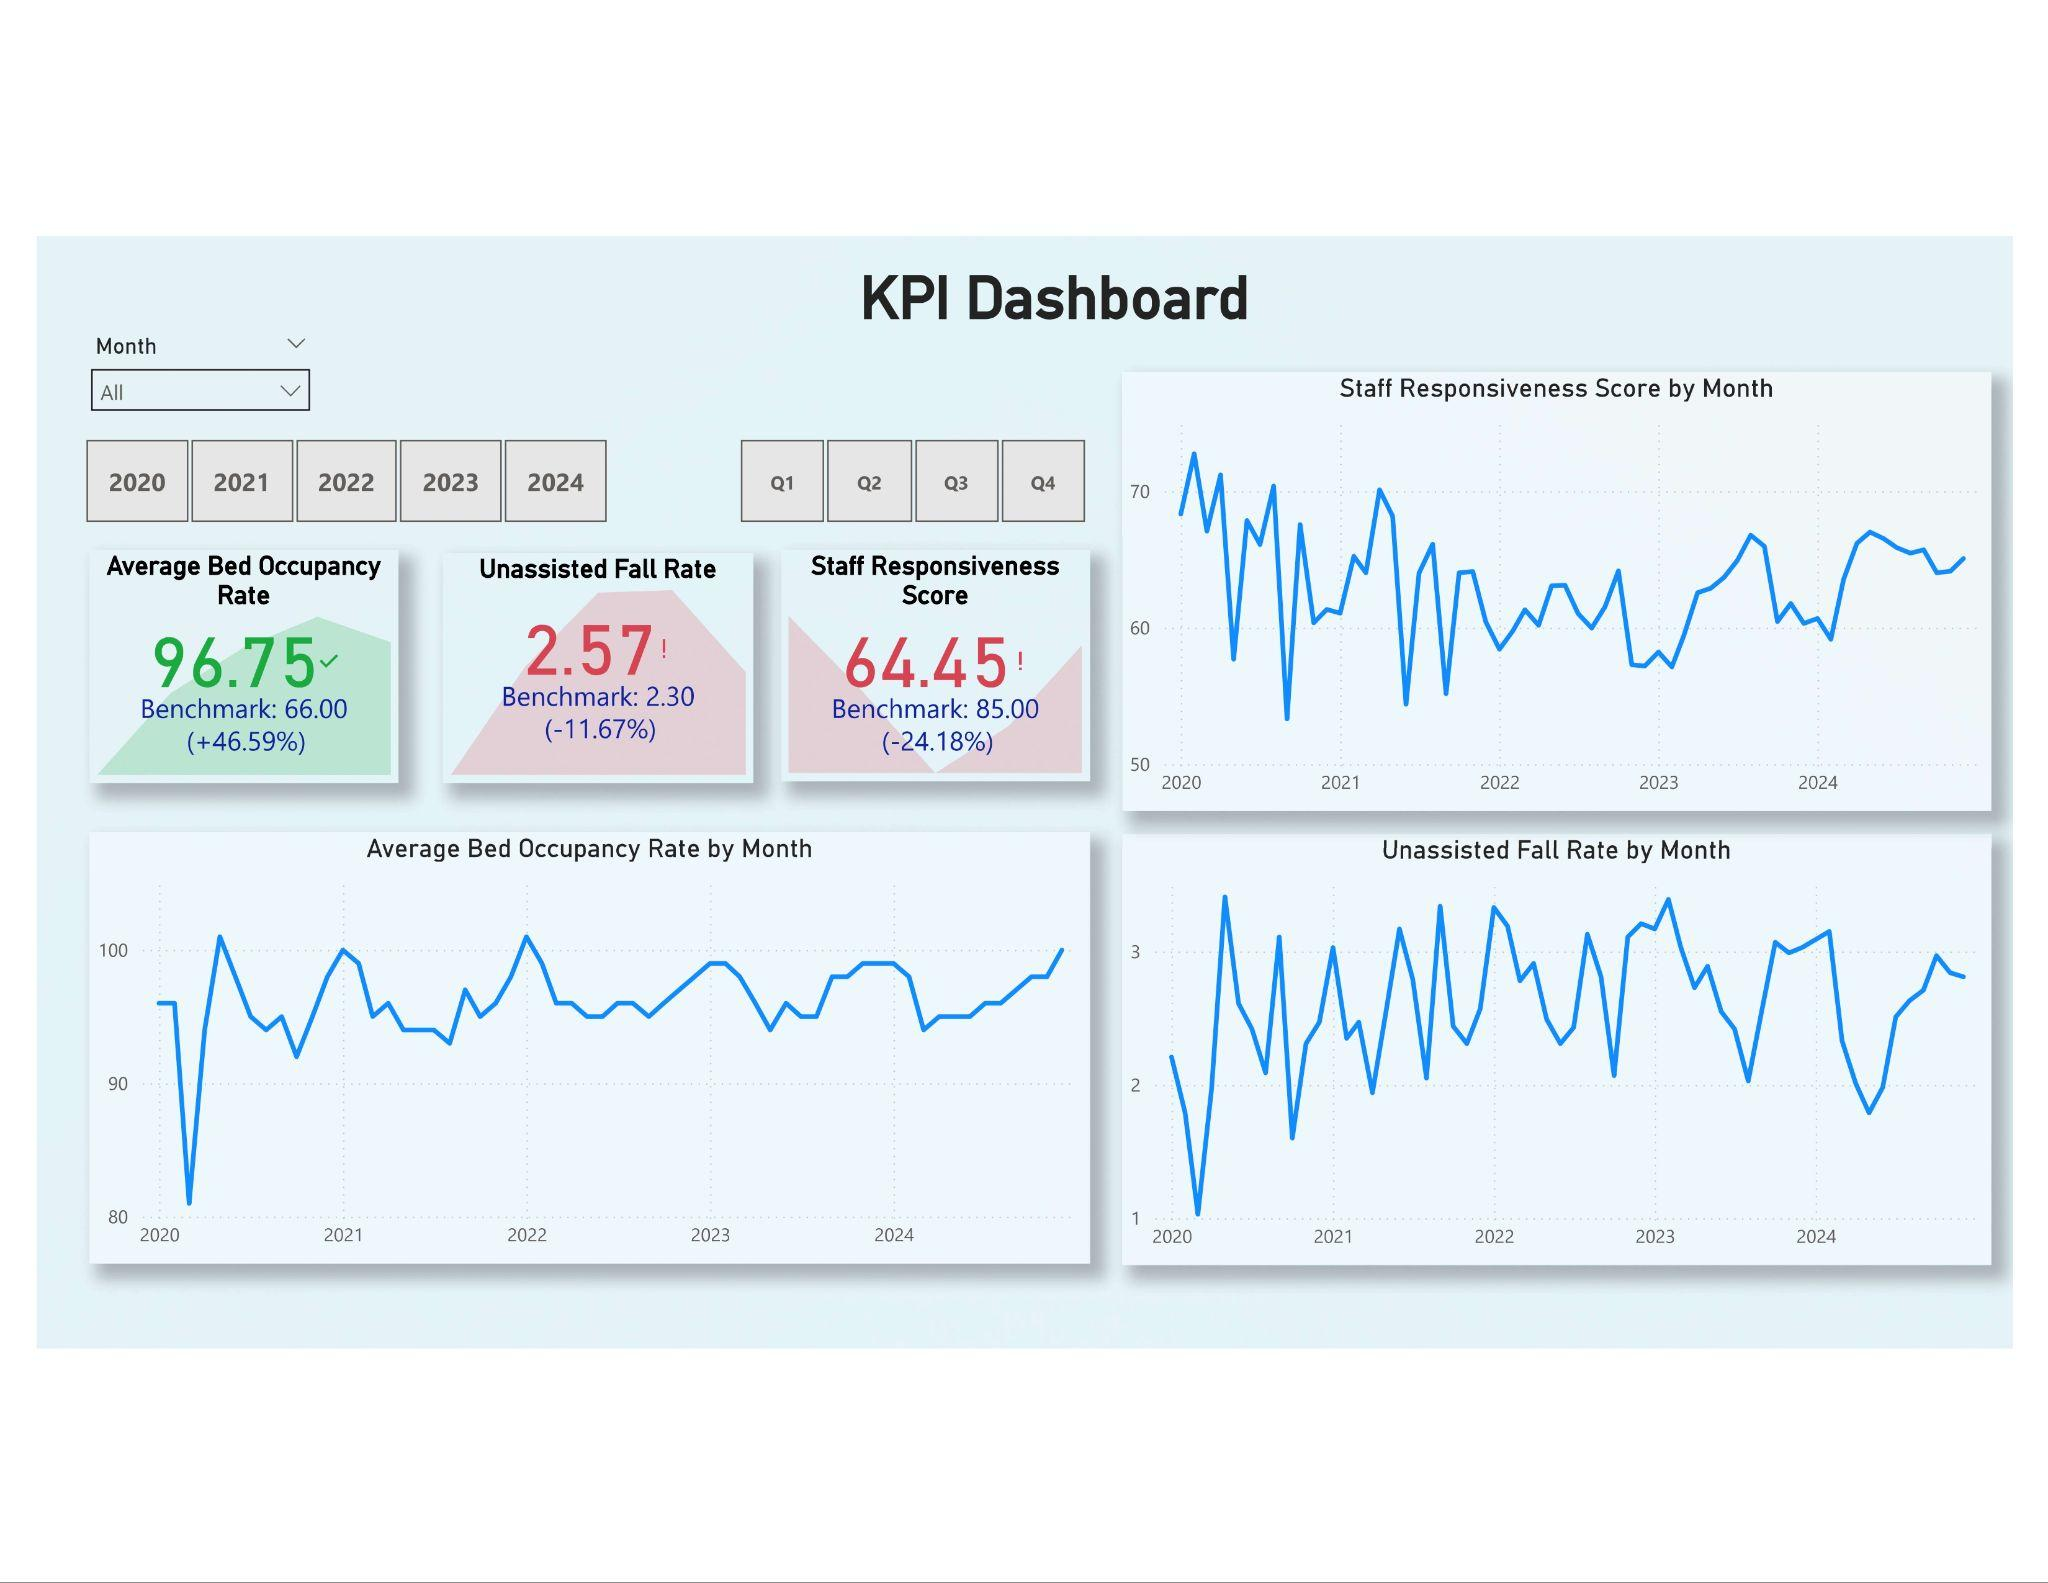 KPI Dashboard
Month
All
2020 2021 2022 2023 2024
Q1 Q2 Q3 Q4
Average Bed Occupancy
Rate
96.75
Benchmark: 66.00
(+46.59%)
Unassisted Fall Rate
2.57!
Benchmark: 2.30
(-11.67%)
Staff Responsiveness
Score
64.45!
Benchmark: 85.00
(-24.18%)
Staff Responsiveness Score by Month
70
60
50
2020 2021 2022 2023 2024
Average Bed Occupancy Rate by Month
100
90
80
2020 2021 2022 2023 2024
Unassisted Fall Rate by Month
3
2
1
2020 2021 2022 2023 2024